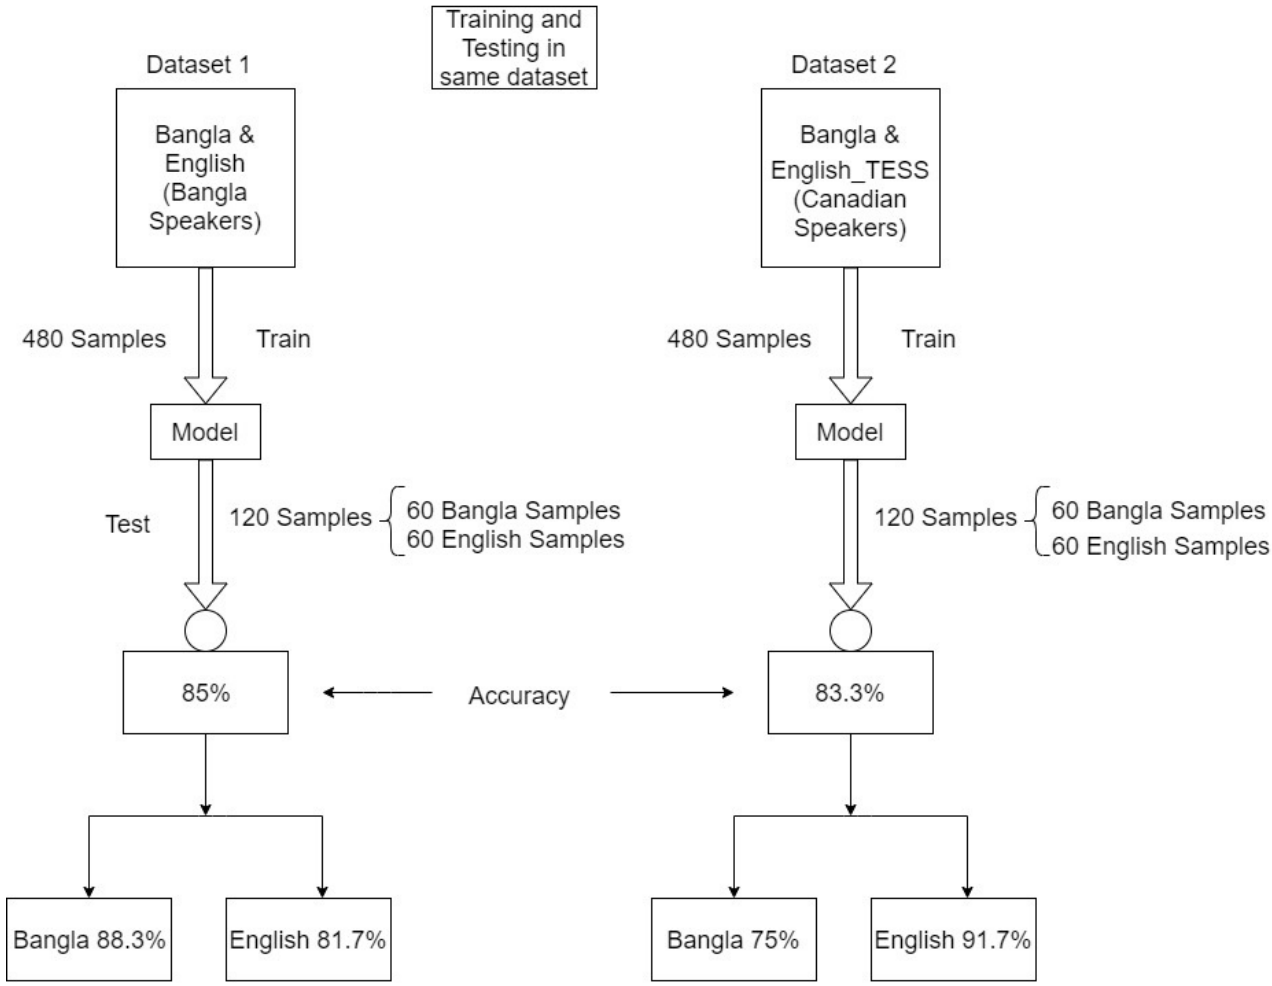 Training and
Testing in
same dataset
Dataset 1
Dataset 2
Bangla &
English
(Bangla
Speakers)
Bangla &
English_TESS
(Canadian
Speakers)
480 Samples
Train
480 Samples
Train
Model
Model
Test
120 Samples
60 Bangla Samples
60 English Samples
120 Samples
60 Bangla Samples
60 English Samples
85%
Accuracy
83.3%
Bangla 88.3%
English 81.7%
Bangla 75%
English 91.7%